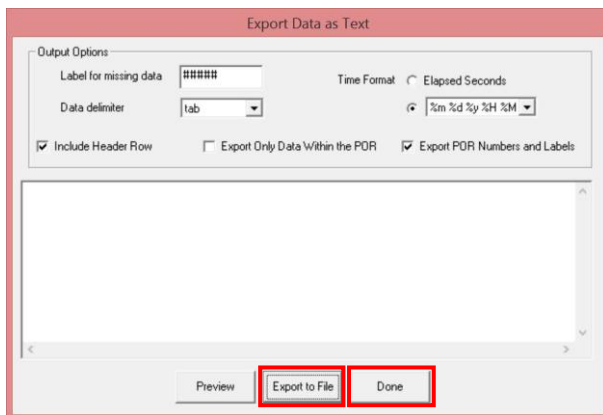 Export Data as Text
Output Options
Label for missing data #####
Time Format Elapsed Seconds
Data delimiter tab
%m %d %y %H %M
Include Header Row Export Only Data Within the POR Export POR Numbers and Labels
Preview Export to File Done